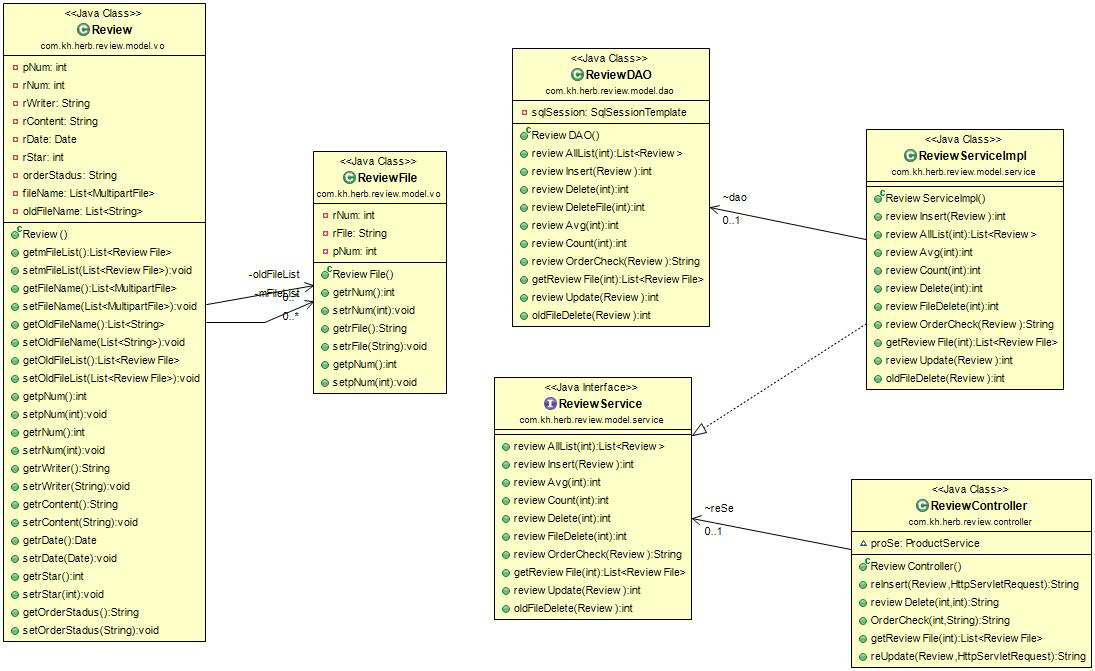 <<Java Class>>
Review
com.kh.herb.review.model.vo
pNum: int
rNum: int
rWriter: String
rContent: String
rDate: Date
rStar: int
orderStadus: String
fileName: List<MultipartFile>
oldFileName: List<String>
Review ()
getmFileList():List<Review File>
setmFileList(List<Review File>):void
getFileName():List<MultipartFile>
setFileName(List<MultipartFile>):void
getOldFileName():List<String>
setOldFileName(List<String>):void
getOldFileList():List<Review File>
setOldFileList(List<Review File>):void
getpNum():int
setpNum(int):void
getrNum():int
setrNum(int):void
getrWriter():String
setrWriter(String):void
getrContent():String
setrContent(String):void
getrDate():Date
setrDate(Date):void
getrStar():int
setrStar(int):void
getOrderStadus():String
setOrderStadus(String):void
-oldFileList
-mFileList
0..*
<<Java Class>>
ReviewFile
com.kh.herb.review.model.vo
rNum: int
rFile: String
pNum: int
Review File()
getrNum():int
setrNum(int):void
getrFile():String
setrFile(String):void
getpNum():int
setpNum(int):void
<<Java Class>>
ReviewDAO
com.kh.herb.review.model.dao
sqlSession: SqlSessionTemplate
Review DAO()
review AllList(int):List<Review >
review Insert(Review ):int
review Delete(int):int
review DeleteFile(int):int
review Avg(int):int
review Count(int):int
review OrderCheck(Review ):String
getReview File(int):List<Review File>
review Update(Review ):int
oldFileDelete(Review ):int
~dao
0..1
<<Java Class>>
ReviewServiceImpl
com.kh.herb.review.model.service
Review ServiceImpl()
review Insert(Review ):int
review AllList(int):List<Review >
review Avg(int):int
review Count(int):int
review Delete(int):int
review FileDelete(int):int
review OrderCheck(Review ):String
getReview File(int):List<Review File>
review Update(Review ):int
oldFileDelete(Review ):int
<<Java Interface>>
ReviewService
com.kh.herb.review.model.service
review AllList(int):List<Review >
review Insert(Review ):int
review Avg(int):int
review Count(int):int
review Delete(int):int
review FileDelete(int):int
review OrderCheck(Review ):String
getReview File(int):List<Review File>
review Update(Review ):int
oldFileDelete(Review ):int
~reSe
0..1
<<Java Class>>
ReviewController
com.kh.herb.review.controller
proSe: ProductService
Review Controller()
reInsert(Review ,HttpServletRequest):String
review Delete(int,int):String
OrderCheck(int,String):String
getReview File(int):List<Review File>
reUpdate(Review ,HttpServletRequest):String